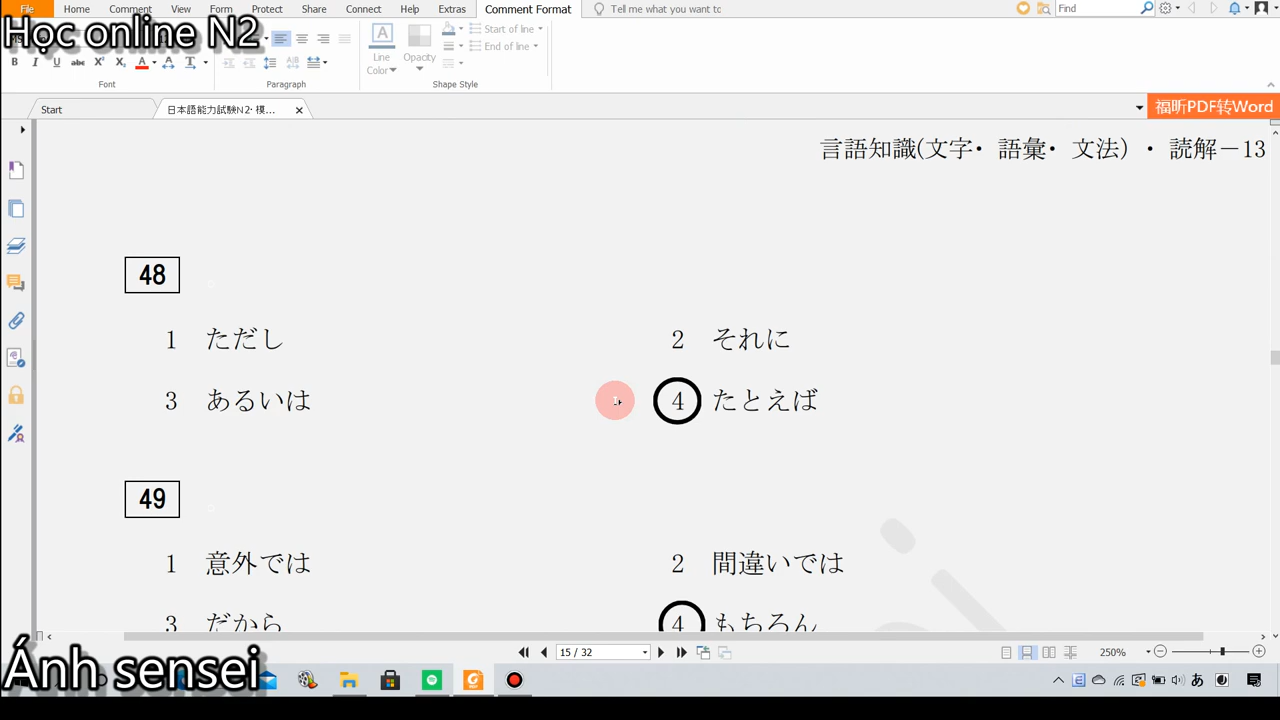 File Home Comment View Form Protect Share Connect Help Extras Comment Format Tell me what you want tc Find
Học online N2
Start of line
End of line
Line
Color
Opacity
Font Paragraph Shape Style
Start 日本語能力試験N2· 模... 福昕PDF转Word
言語知識(文字・ 語彙・ 文法) ・ 読解－13
48
1 ただし 2 それに
3 あるいは 4 たとえば
49
1 意外では 2 間違いでは
3 だから 4 もちろん
15 / 32 250%
Ánh sensei